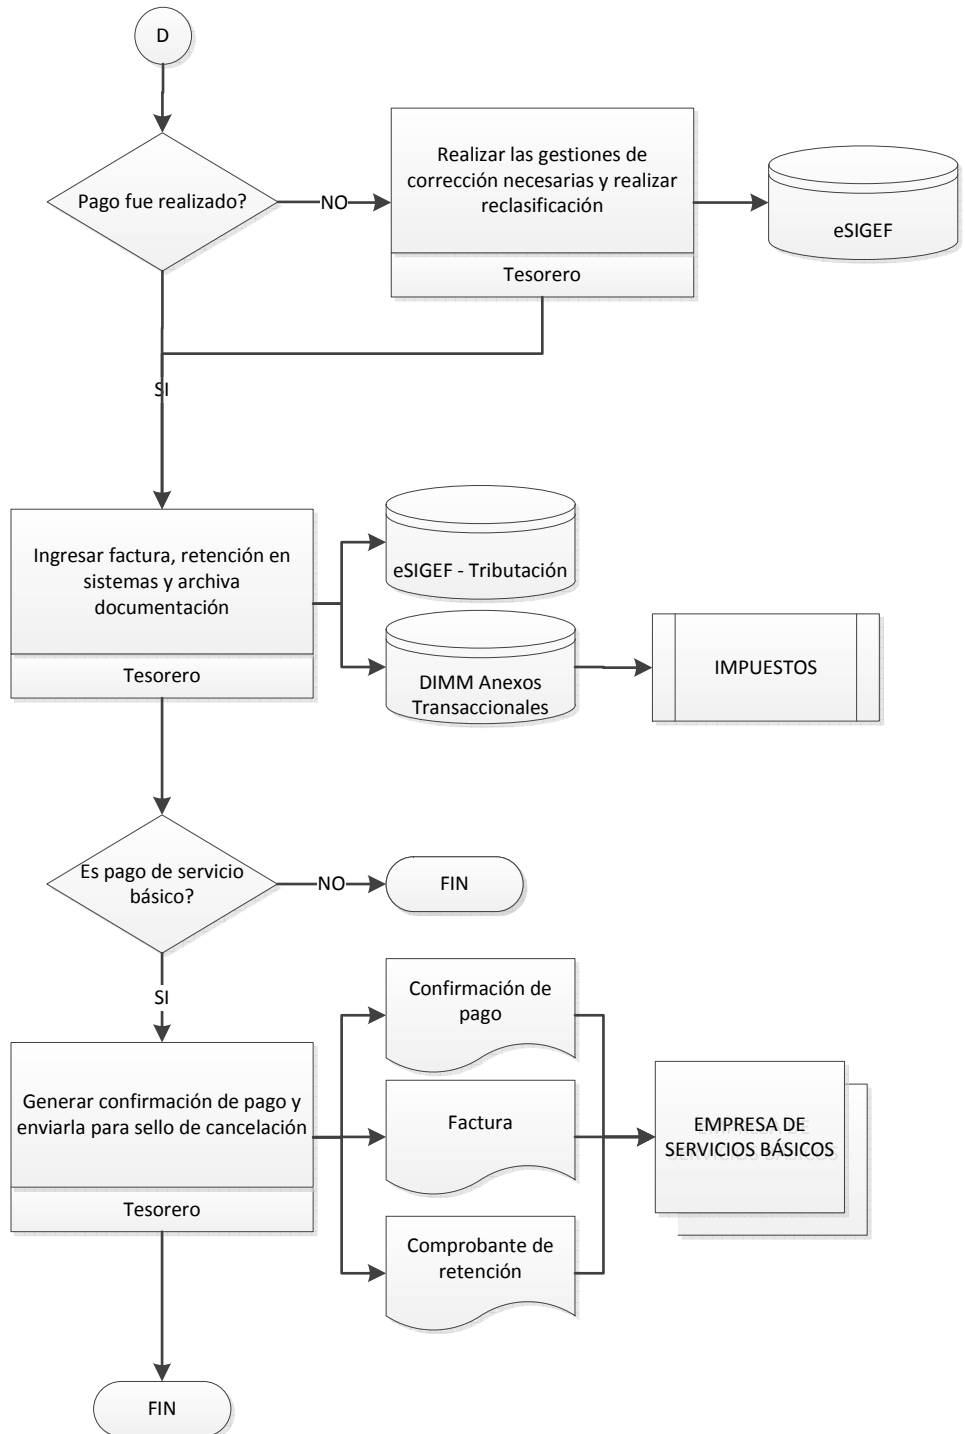 D
Pago fue realizado?
NO
Realizar las gestiones de
corrección necesarias y realizar
reclasificación
Tesorero
eSIGEF
SI
Ingresar factura, retención en
sistemas y archiva
documentación
Tesorero
eSIGEF - Tributación
DIMM Anexos
Transaccionales
IMPUESTOS
Es pago de servicio
básico?
NO
FIN
SI
Generar confirmación de pago y
enviarla para sello de cancelación
Tesorero
Confirmación de
pago
Factura
Comprobante de
retención
EMPRESA DE
SERVICIOS BÁSICOS
FIN